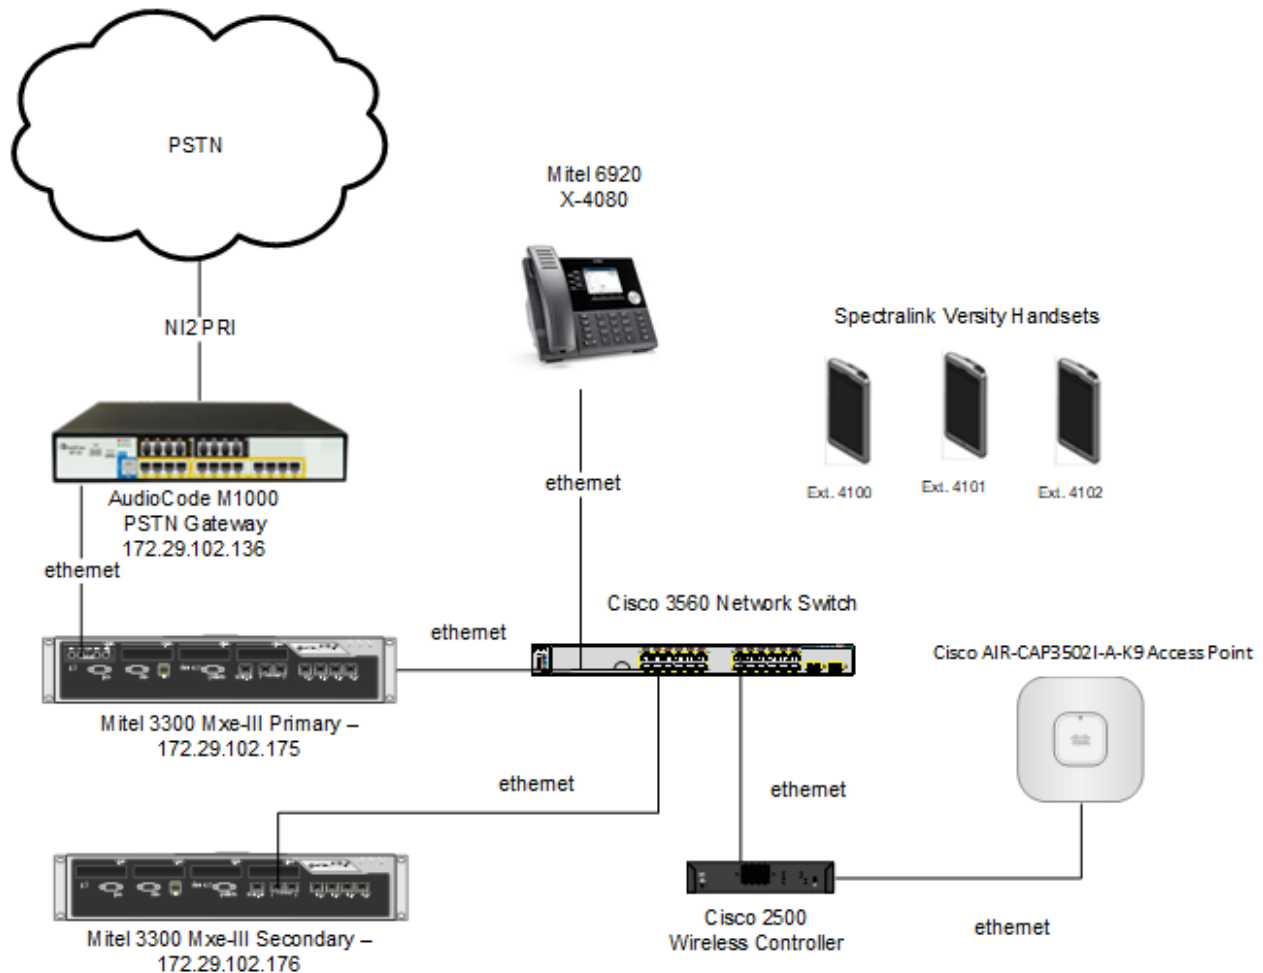 PSTN
Mitel 6920
X-4080
NI2 PRI
Spectralink Versity Handsets
Ext. 4100
Ext. 4101
Ext. 4102
ethernet
AudioCode M1000
PSTN Gateway
172.29.102.136
ethernet
Cisco 3560 Network Switch
ethernet
Cisco AIR-CAP3502I-A-K9 Access Point
Mitel 3300 Mxe-III Primary –
172.29.102.175
ethernet
ethernet
Cisco 2500
Wireless Controller
ethernet
Mitel 3300 Mxe-III Secondary –
172.29.102.176